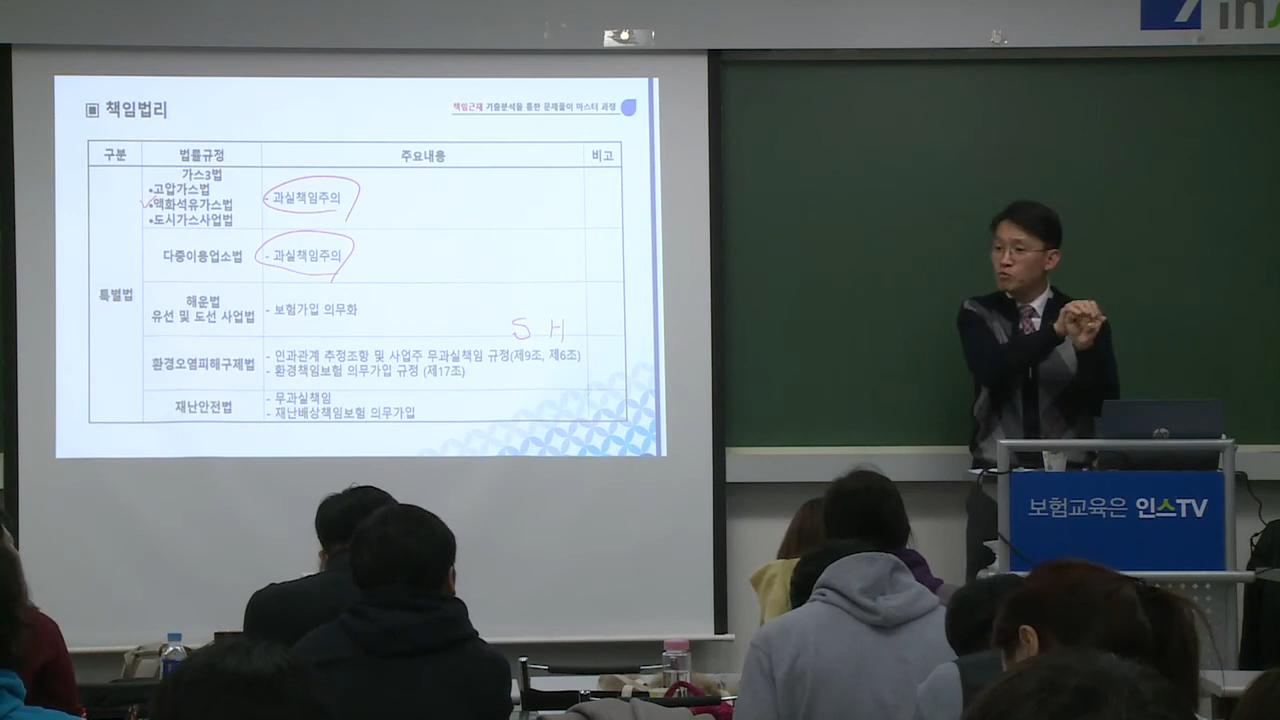 ▣ 책임법리
책임근재 기출분석을 통한 문제풀이 마스터 과정
구분 법률규정 주요내용 비고
특별법
가스3법
•고압가스법
•액화석유가스법
•도시가스사업법
- 과실책임주의
다중이용업소법
- 과실책임주의
해운법
유선 및 도선 사업법
- 보험가입 의무화
S H
환경오염피해구제법
- 인과관계 추정조항 및 사업주 무과실책임 규정(제9조, 제6조)
- 환경책임보험 의무가입 규정 (제17조)
재난안전법
- 무과실책임
- 재난배상책임보험 의무가입
보험교육은 인스TV
hp